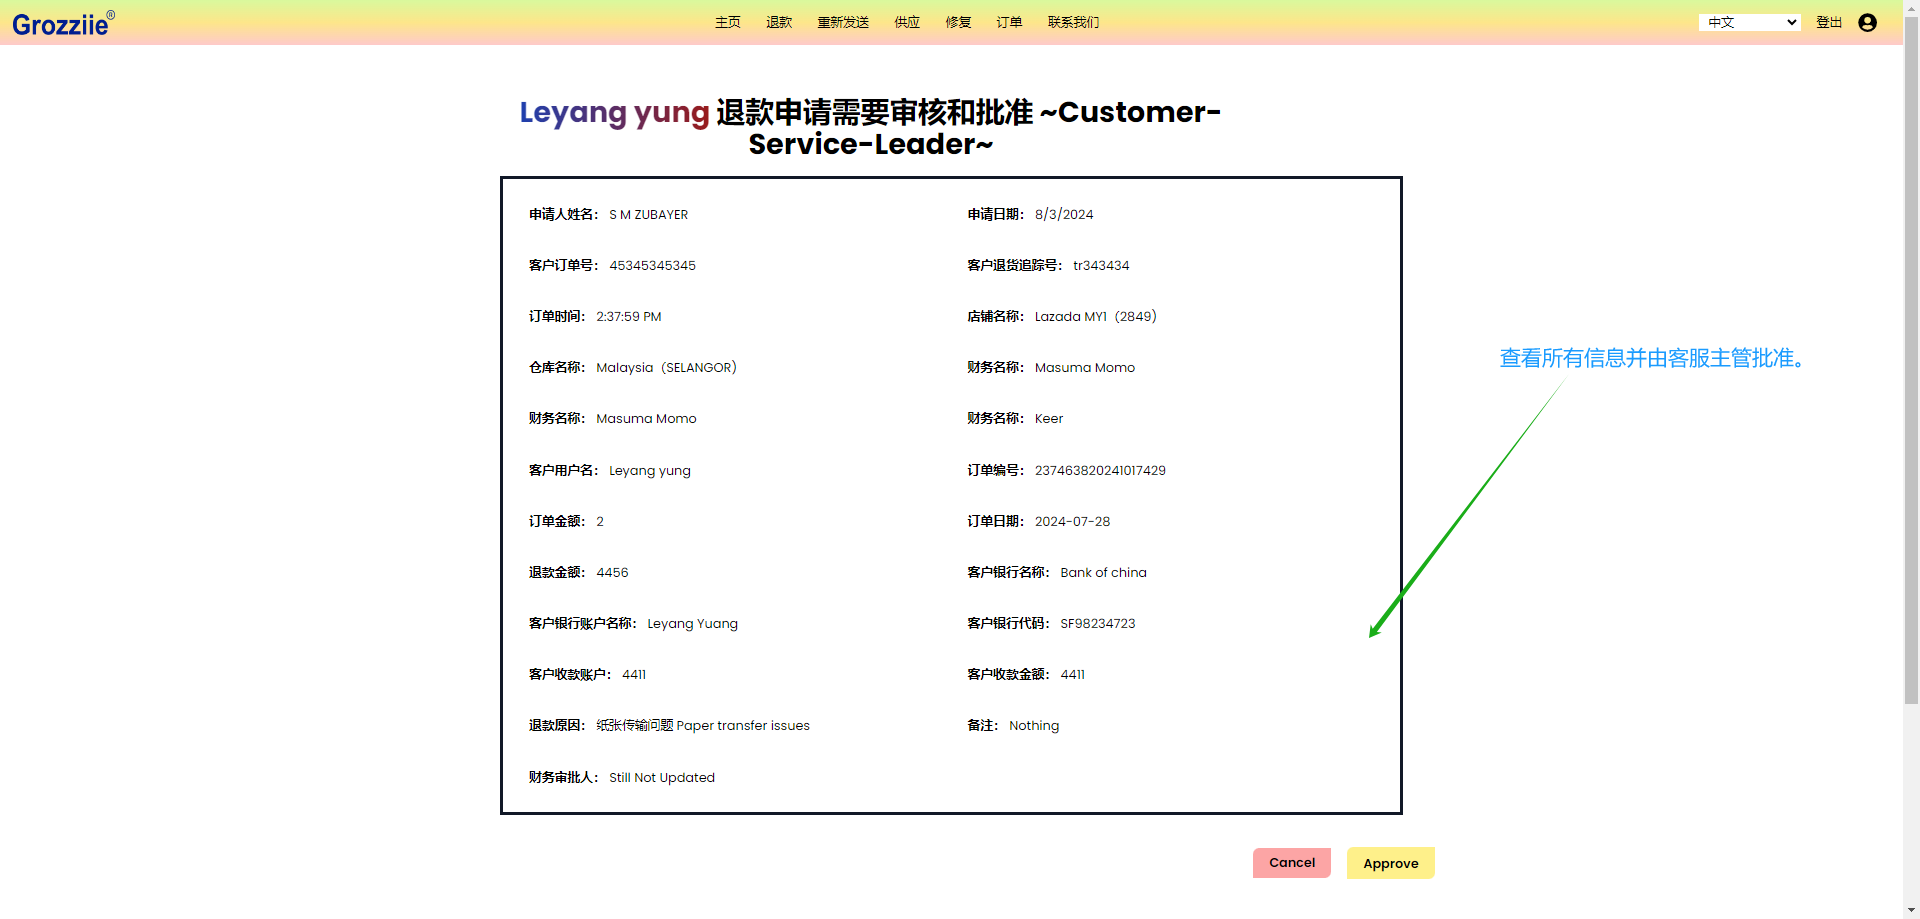 Grozziie®
主页 退款 重新发送 供应 修复 订单 联系我们
中文 登出
Leyang yung 退款申请需要审核和批准 ~Customer-
Service-Leader~
申请人姓名： S M ZUBAYER 申请日期： 8/3/2024
客户订单号： 45345345345 客户退货追踪号： tr343434
订单时间： 2:37:59 PM 店铺名称： Lazada MY1（2849）
仓库名称： Malaysia（SELANGOR） 财务名称： Masuma Momo
财务名称： Masuma Momo 财务名称： Keer
客户用户名： Leyang yung 订单编号： 237463820241017429
订单金额： 2 订单日期： 2024-07-28
退款金额： 4456 客户银行名称： Bank of china
客户银行账户名称： Leyang Yuang 客户银行代码： SF98234723
客户收款账户： 4411 客户收款金额： 4411
退款原因： 纸张传输问题 Paper transfer issues 备注： Nothing
财务审批人： Still Not Updated
查看所有信息并由客服主管批准。
Cancel Approve